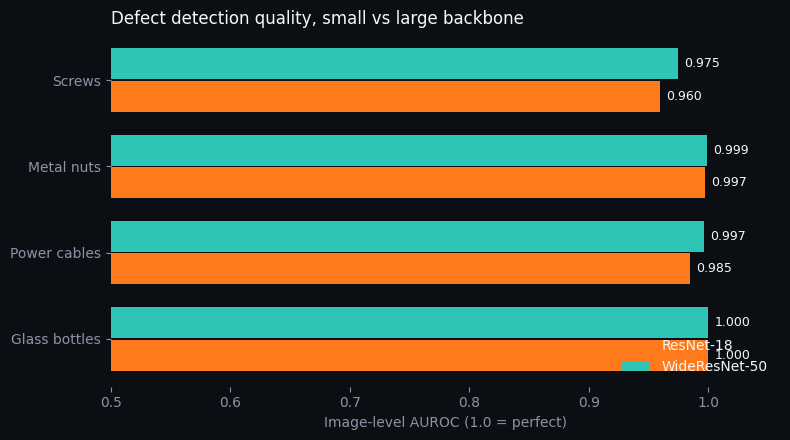 Defect detection quality, small vs large backbone
Screws
0.975
0.960
Metal nuts
0.999
0.997
Power cables
0.997
0.985
Glass bottles
1.000
1.000
ResNet-18
WideResNet-50
0.5 0.6 0.7 0.8 0.9 1.0
Image-level AUROC (1.0 = perfect)